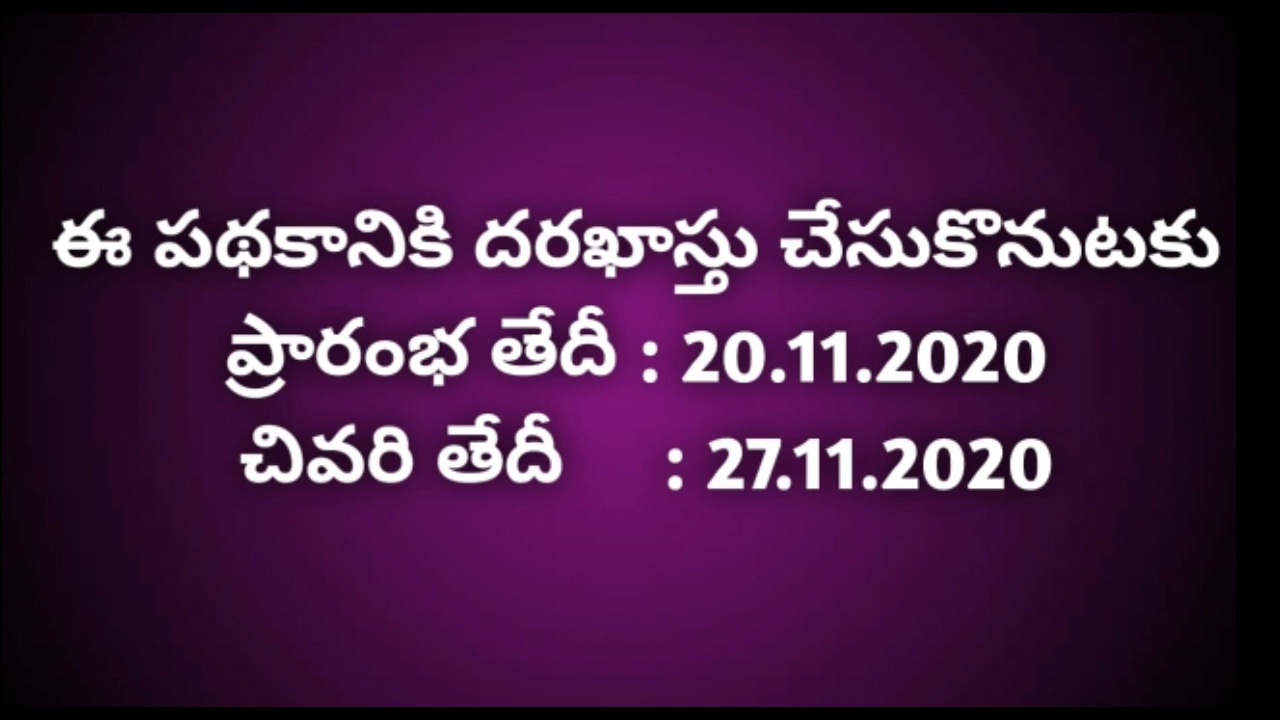 ఈ పథకానికి దరఖాస్తు చేసుకొనుటకు
ప్రారంభ తేదీ : 20.11.2020
చివరి తేదీ : 27.11.2020